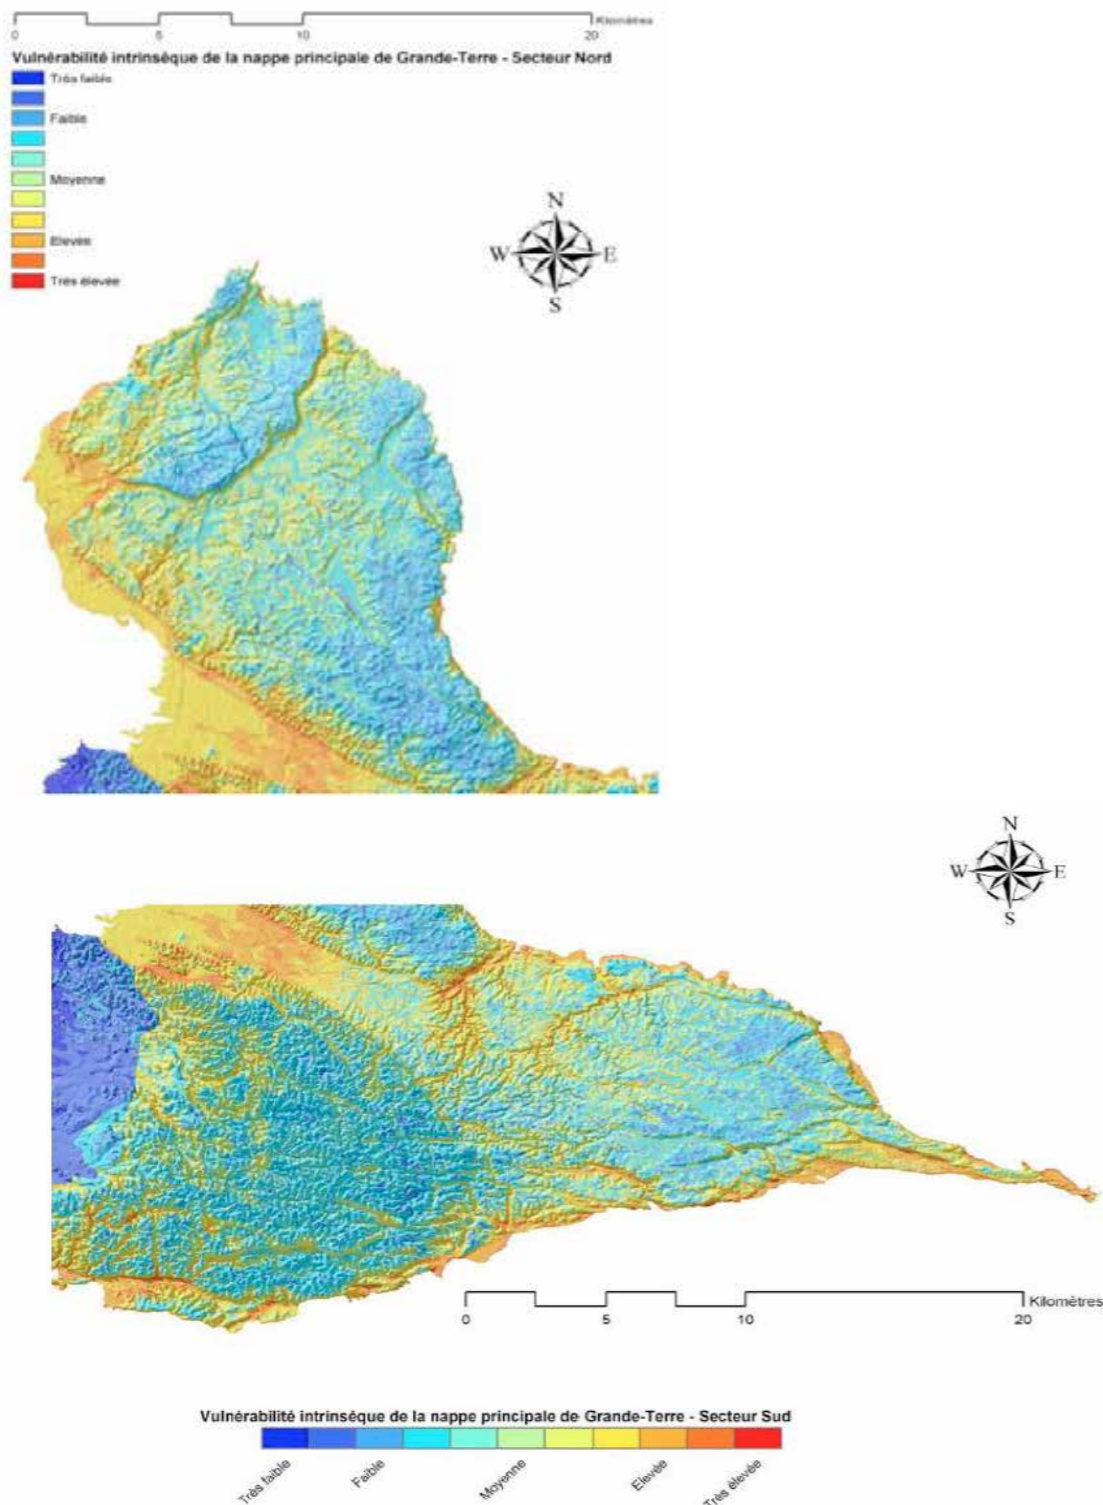 Kilomètres
0 5 10 20
Vulnérabilité intrinsèque de la nappe principale de Grande-Terre - Secteur Nord
Très faible
Faible
Moyenne
Elevée
Très élevée
N
W E
S
N
W E
S
Kilomètres
0 5 10 20
Vulnérabilité intrinsèque de la nappe principale de Grande-Terre - Secteur Sud
Très faible Faible Moyenne Elevée Très élevée